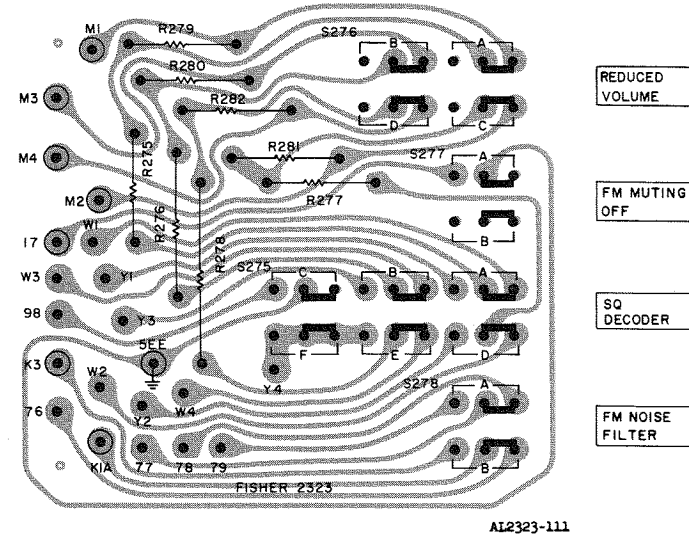 M1
R279
S276
B
A
R280
REDUCED
VOLUME
M3
R282
D
C
R275
R281
S277
A
M4
R277
FM MUTING
OFF
M2
R276
R278
B
17
W1
W3
Y1
S275
C
B
A
98
Y3
SQ
DECODER
5EE
F
E
D
K3
W2
Y4
S278
A
Y2
W4
76
FM NOISE
FILTER
K1A
77
78
79
B
FISHER 2323
AL2323-111